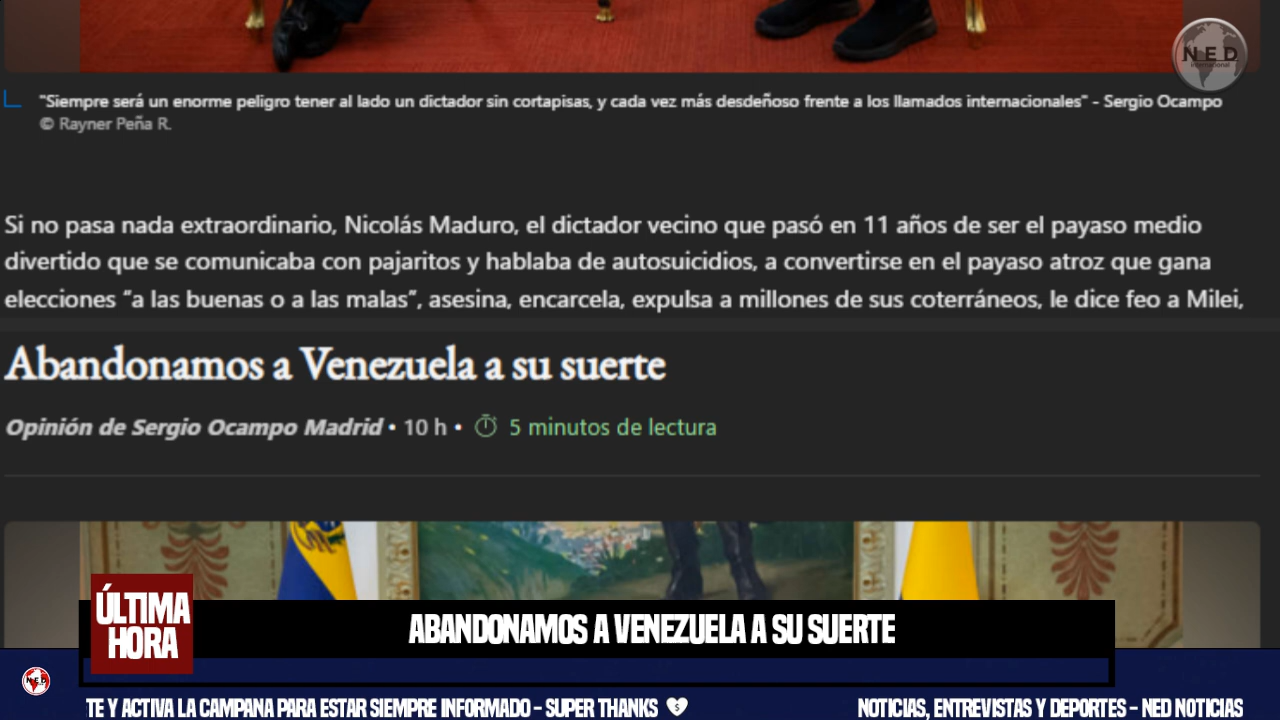 NED
international
"Siempre será un enorme peligro tener al lado un dictador sin cortapisas, y cada vez más desdeñoso frente a los llamados internacionales" - Sergio Ocampo
© Rayner Peña R.
Si no pasa nada extraordinario, Nicolás Maduro, el dictador vecino que pasó en 11 años de ser el payaso medio
divertido que se comunicaba con pajaritos y hablaba de autosuicidios, a convertirse en el payaso atroz que gana
elecciones “a las buenas o a las malas”, asesina, encarcela, expulsa a millones de sus coterráneos, le dice feo a Milei,
Abandonamos a Venezuela a su suerte
Opinión de Sergio Ocampo Madrid • 10 h • 5 minutos de lectura
ÚLTIMA
HORA
ABANDONAMOS A VENEZUELA A SU SUERTE
NED
TE Y ACTIVA LA CAMPANA PARA ESTAR SIEMPRE INFORMADO - SUPER THANKS
NOTICIAS, ENTREVISTAS Y DEPORTES - NED NOTICIAS